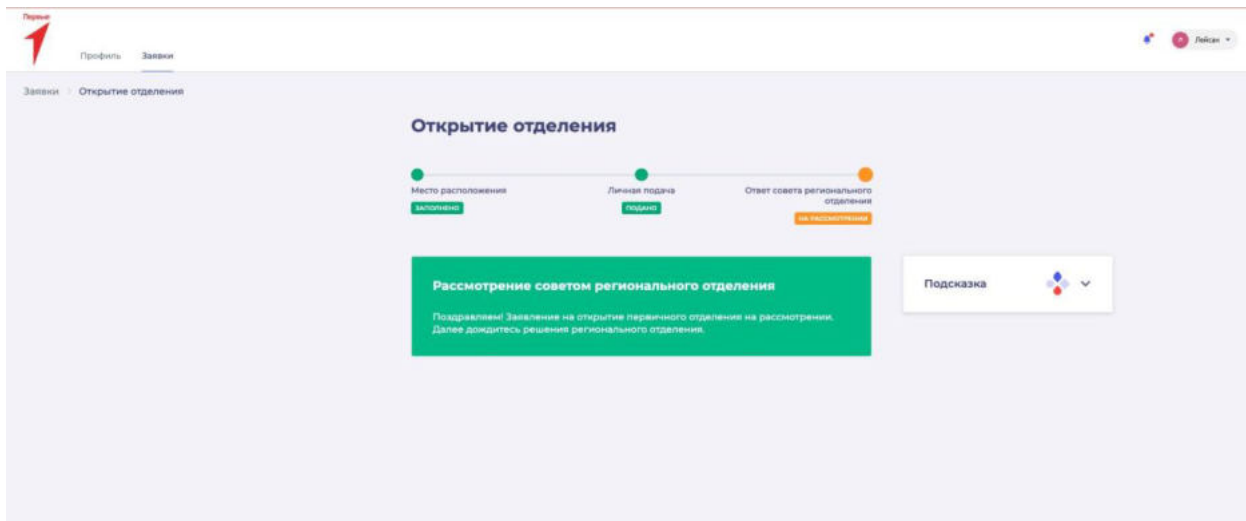 Первые
Профиль Заявки
Лейсан
Заявки Открытие отделения
Открытие отделения
Место расположения
ЗАПОЛНЕНО
Личная подача
ПОДАНО
Ответ совета регионального
отделения
НА РАССМОТРЕНИИ
Рассмотрение советом регионального отделения
Поздравляем! Заявление на открытие первичного отделения на рассмотрении.
Далее дождитесь решения регионального отделения.
Подсказка